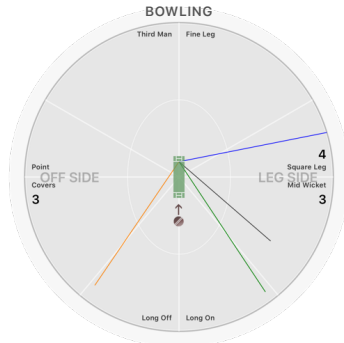 BOWLING
Third Man
Fine Leg
4
Point
Square Leg
OFF SIDE
LEG SIDE
Covers
Mid Wicket
3
3
Long Off
Long On